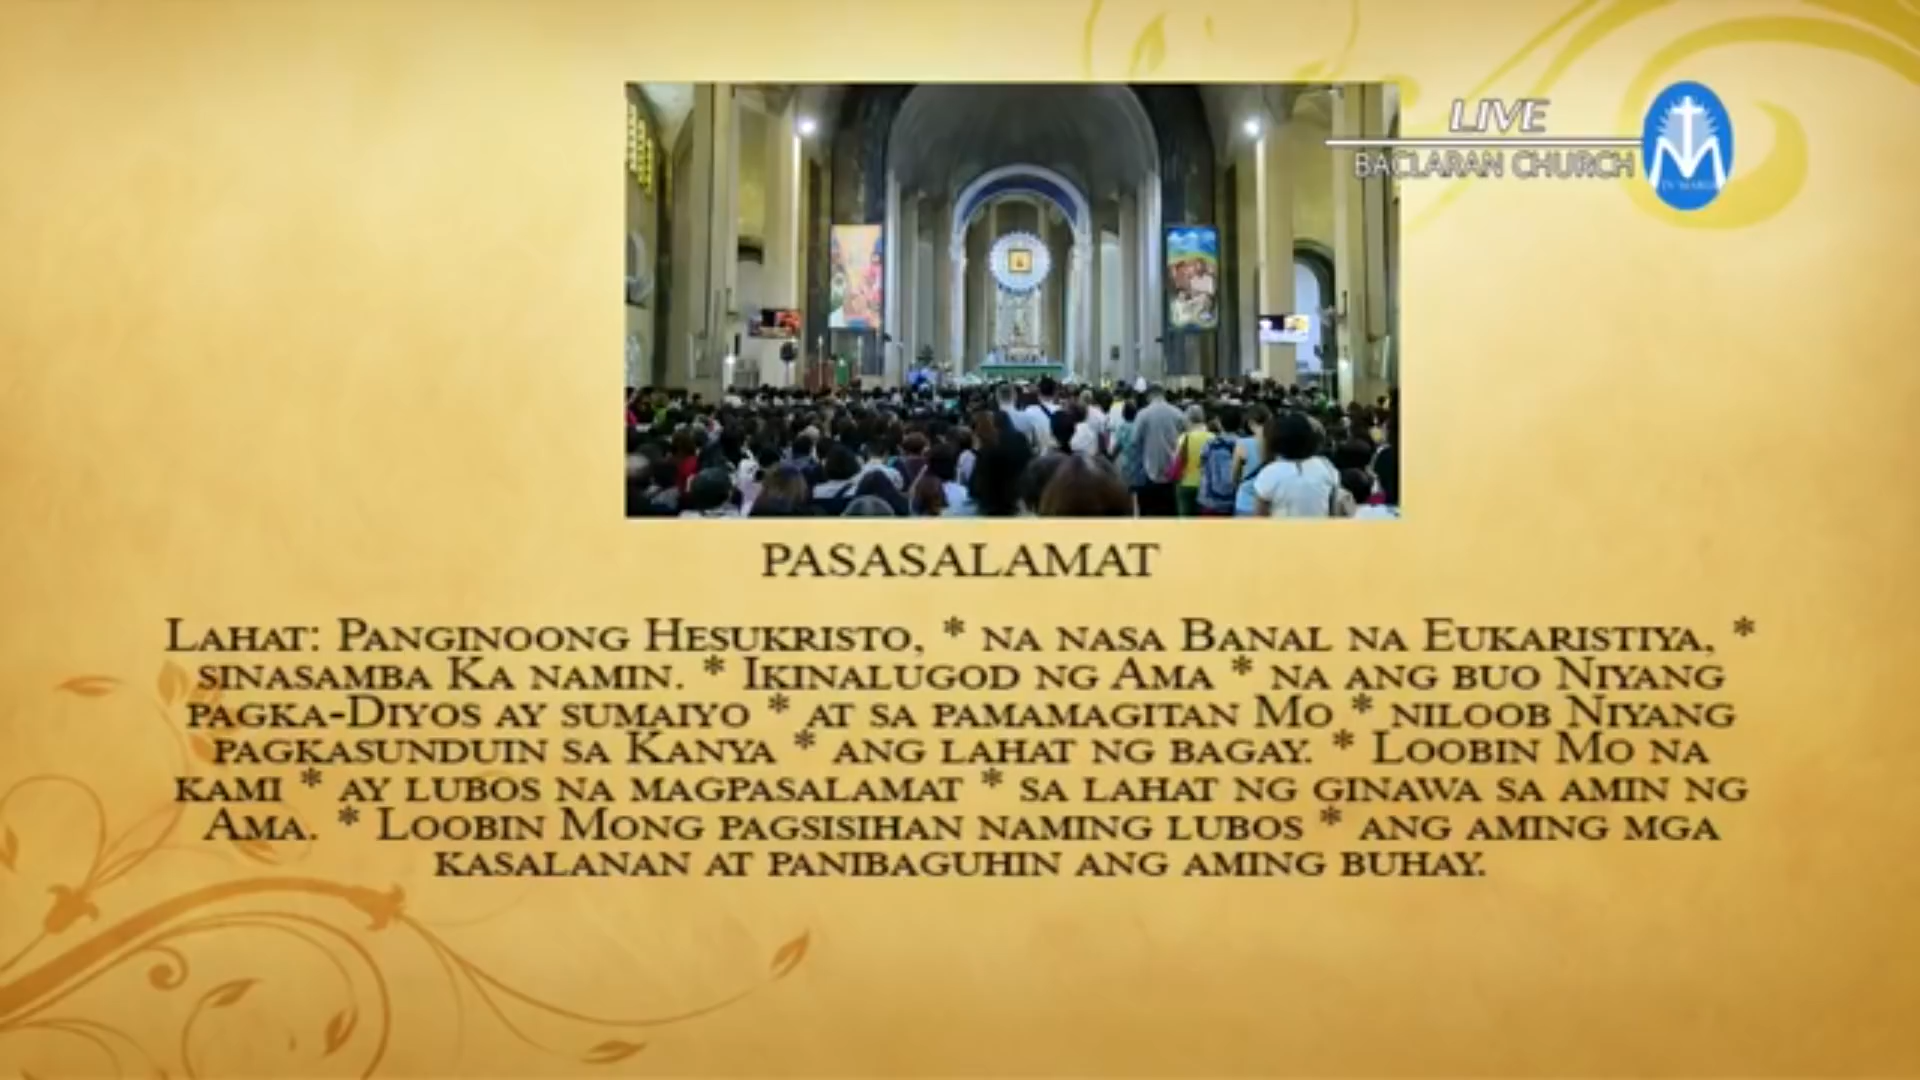 LIVE
BACLARAN CHURCH
TV MARIA
PASASALAMAT
LAHAT: PANGINOONG HESUKRISTO, * NA NASA BANAL NA EUKARISTIYA, *
SINASAMBA KA NAMIN. * IKINALUGOD NG AMA * NA ANG BUO NIYANG
PAGKA-DIYOS AY SUMAIYO * AT SA PAMAMAGITAN MO * NILOOB NIYANG
PAGKASUNDUIN SA KANYA * ANG LAHAT NG BAGAY. * LOOBIN MO NA
KAMI * AY LUBOS NA MAGPASALAMAT * SA LAHAT NG GINAWA SA AMIN NG
AMA. * LOOBIN MONG PAGSISIHAN NAMING LUBOS * ANG AMING MGA
KASALANAN AT PANIBAGUHIN ANG AMING BUHAY.